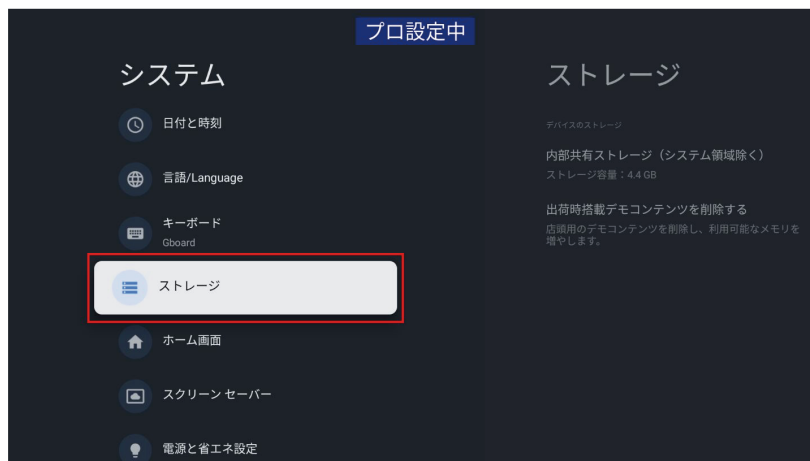 プロ設定中
システム
日付と時刻
言語/Language
キーボード
Gboard
ストレージ
ホーム画面
スクリーン セーバー
電源と省エネ設定
ストレージ
デバイスのストレージ
内部共有ストレージ（システム領域除く）
ストレージ容量：4.4 GB
出荷時搭載デモコンテンツを削除する
店頭用のデモコンテンツを削除し、利用可能なメモリを
増やします。